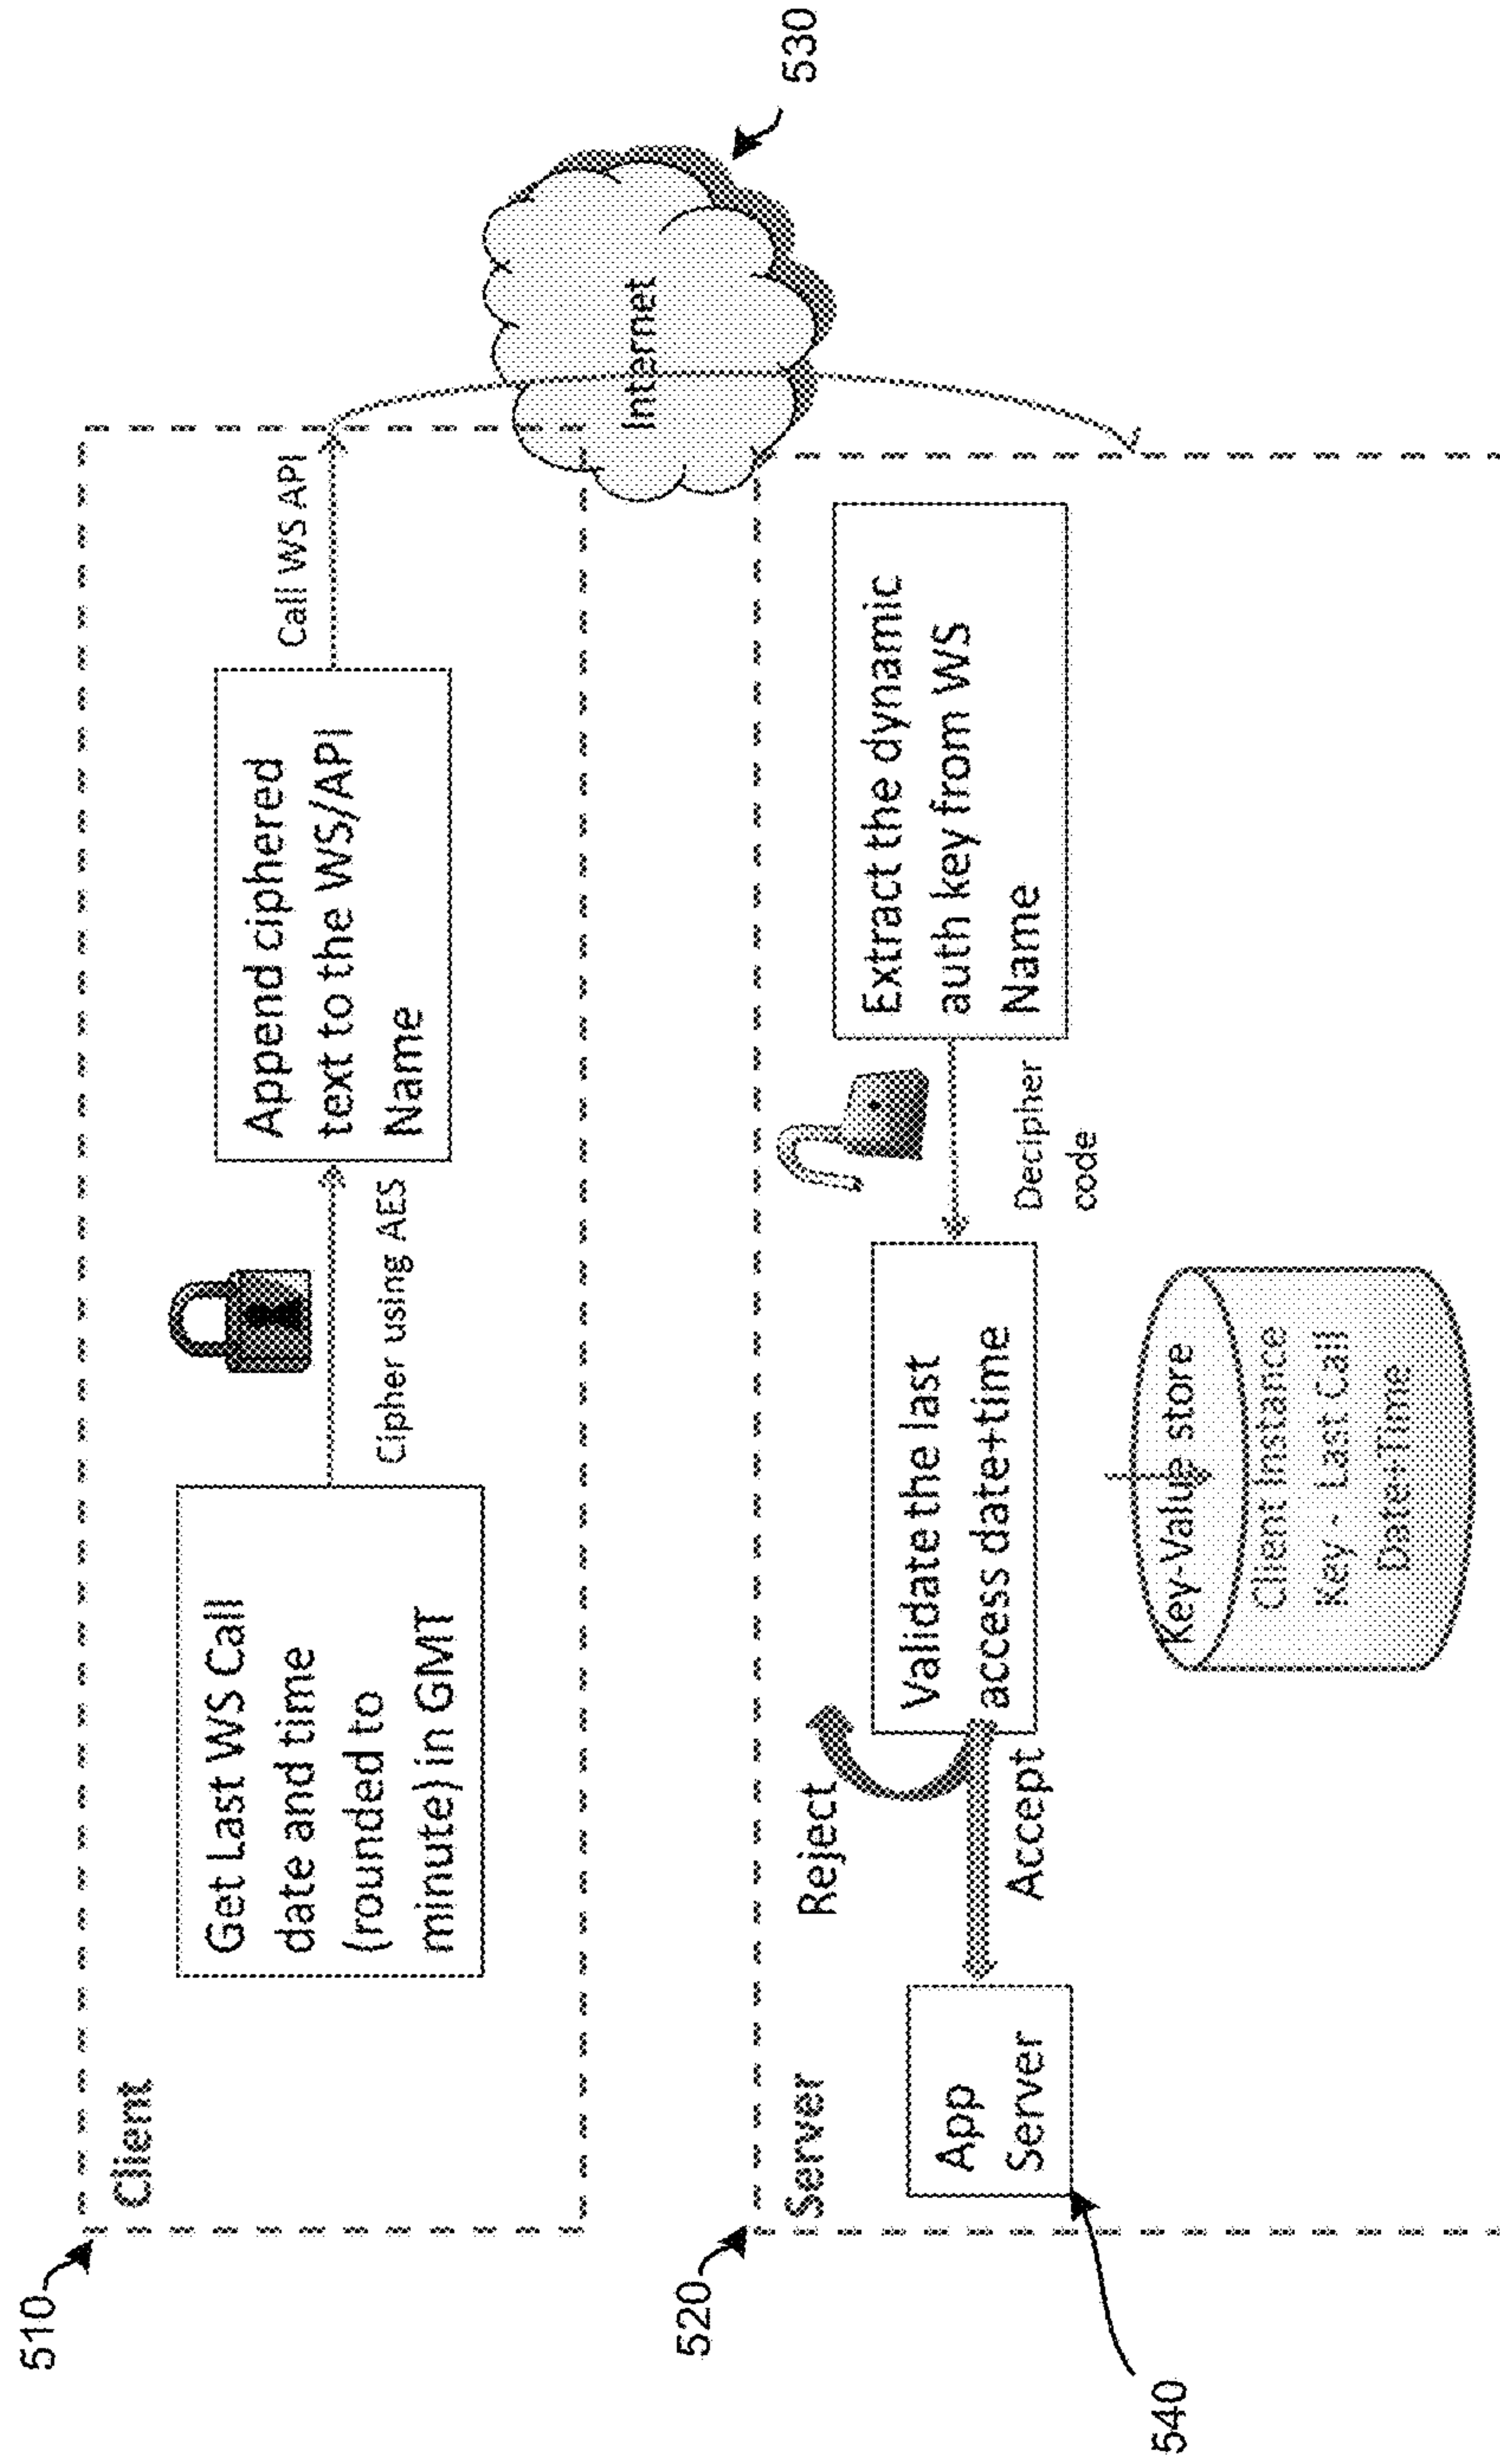 510
Client
Get Last WS Call
date and time
(rounded to
minute) in GMT
Cipher using AES
Append ciphered
text to the WS/API
Name
Call WS API
Internet
530
520
Server
Extract the dynamic
auth key from WS
Name
Decipher
code
Validate the last
access date+time
Key-Value store
Client Instance
Key - Last Call
Date+Time
Reject
Accept
App
Server
540